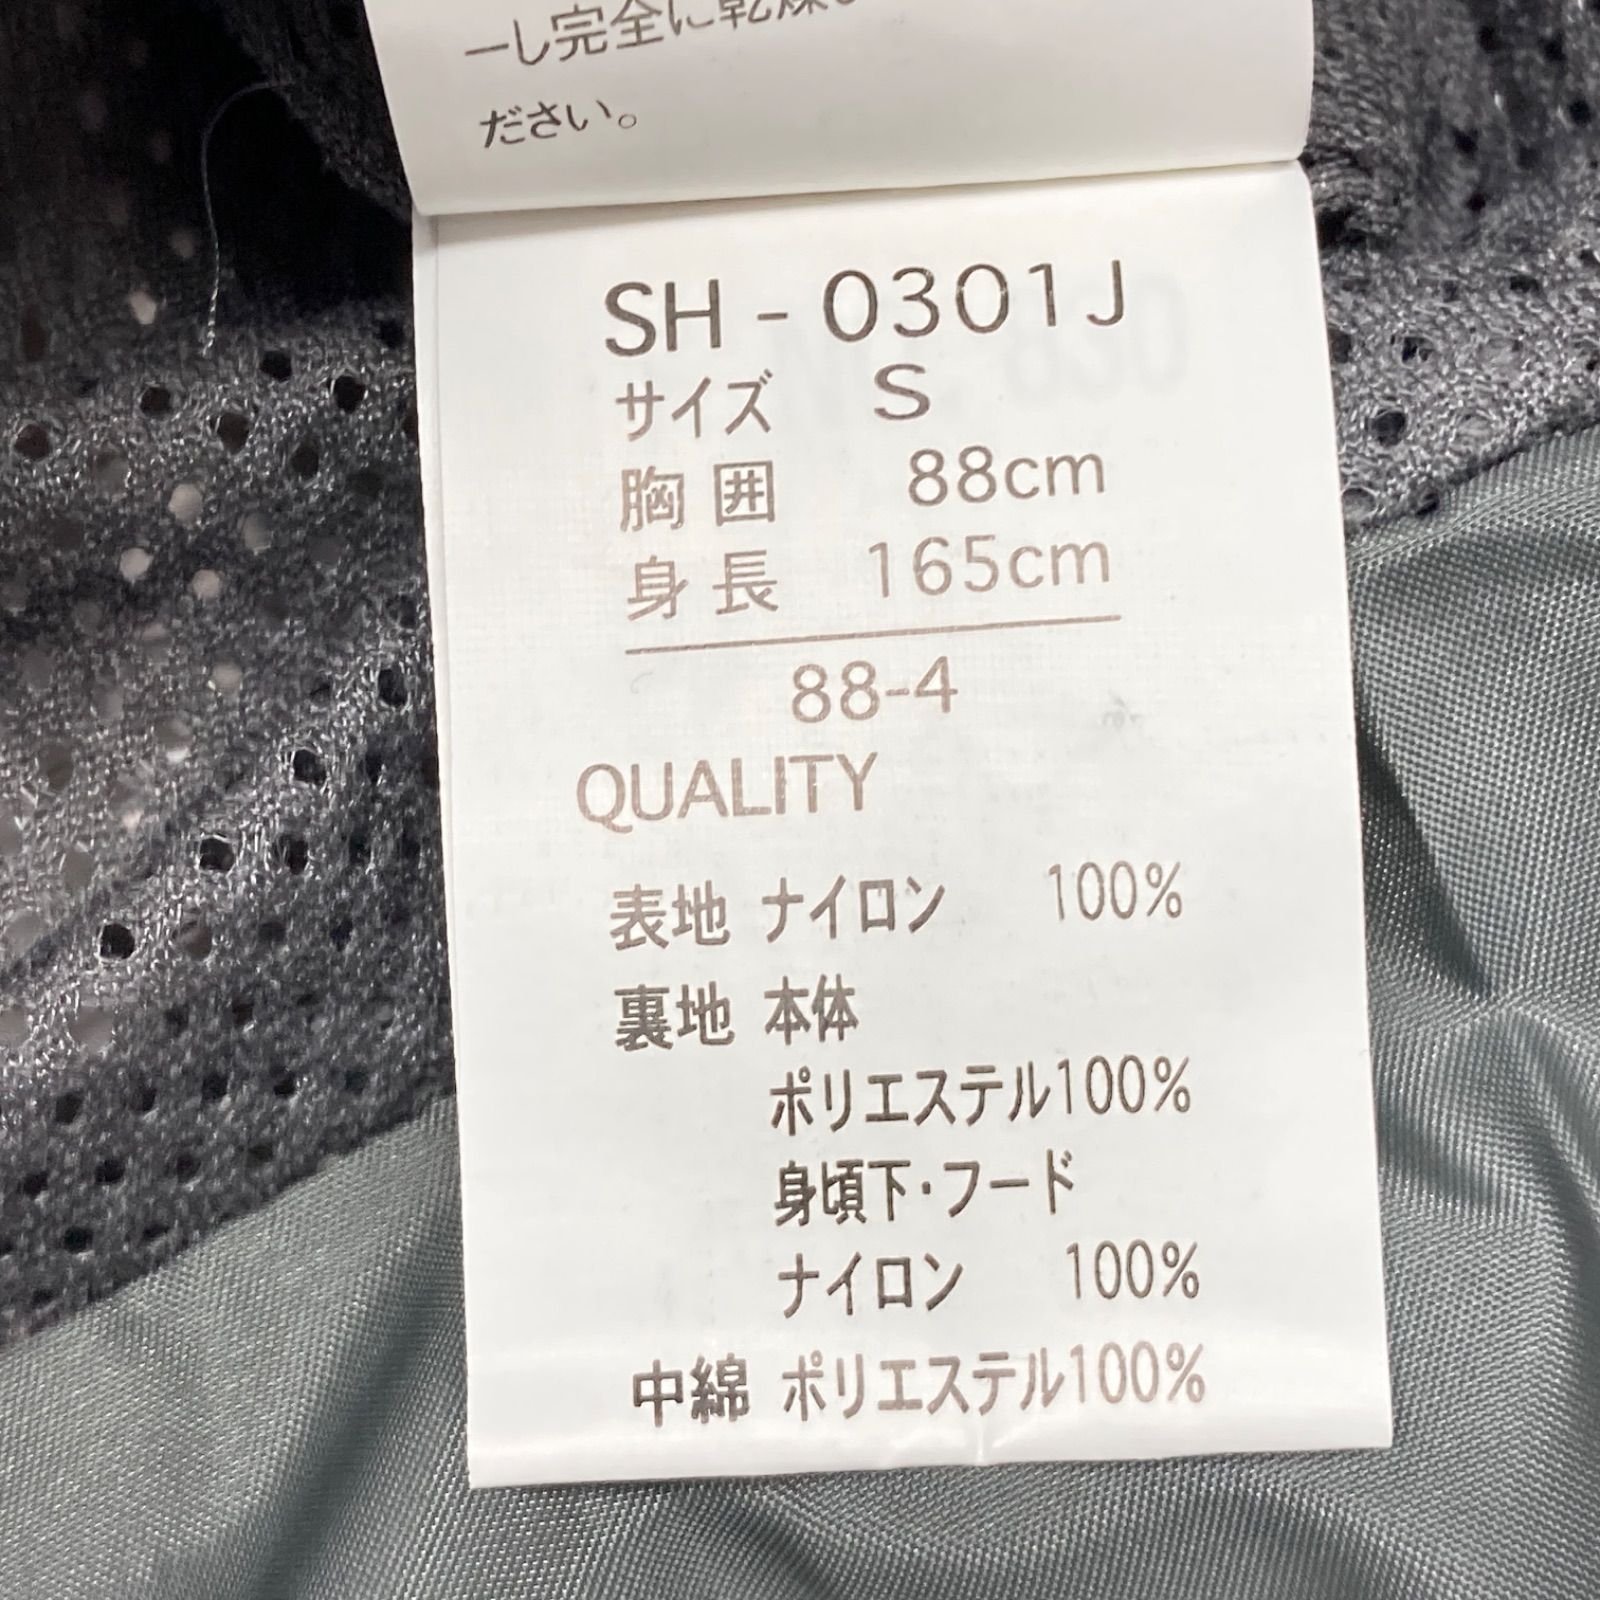 ーし完全に乾燥し
ださい。
SH-0301J
サイズ S
胸囲 88cm
身長 165cm
88-4
QUALITY
表地 ナイロン 100%
裏地 本体
ポリエステル100%
身頃下・フード
ナイロン 100%
中綿 ポリエステル100%